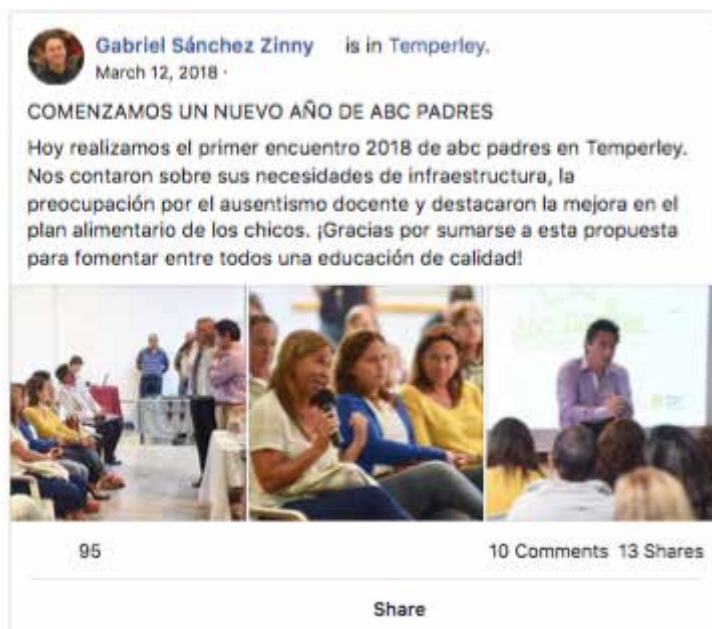 Gabriel Sánchez Zinny is in Temperley.
March 12, 2018 ·
COMENZAMOS UN NUEVO AÑO DE ABC PADRES
Hoy realizamos el primer encuentro 2018 de abc padres en Temperley.
Nos contaron sobre sus necesidades de infraestructura, la
preocupación por el ausentismo docente y destacaron la mejora en el
plan alimentario de los chicos. ¡Gracias por sumarse a esta propuesta
para fomentar entre todos una educación de calidad!
95 10 Comments 13 Shares
Share